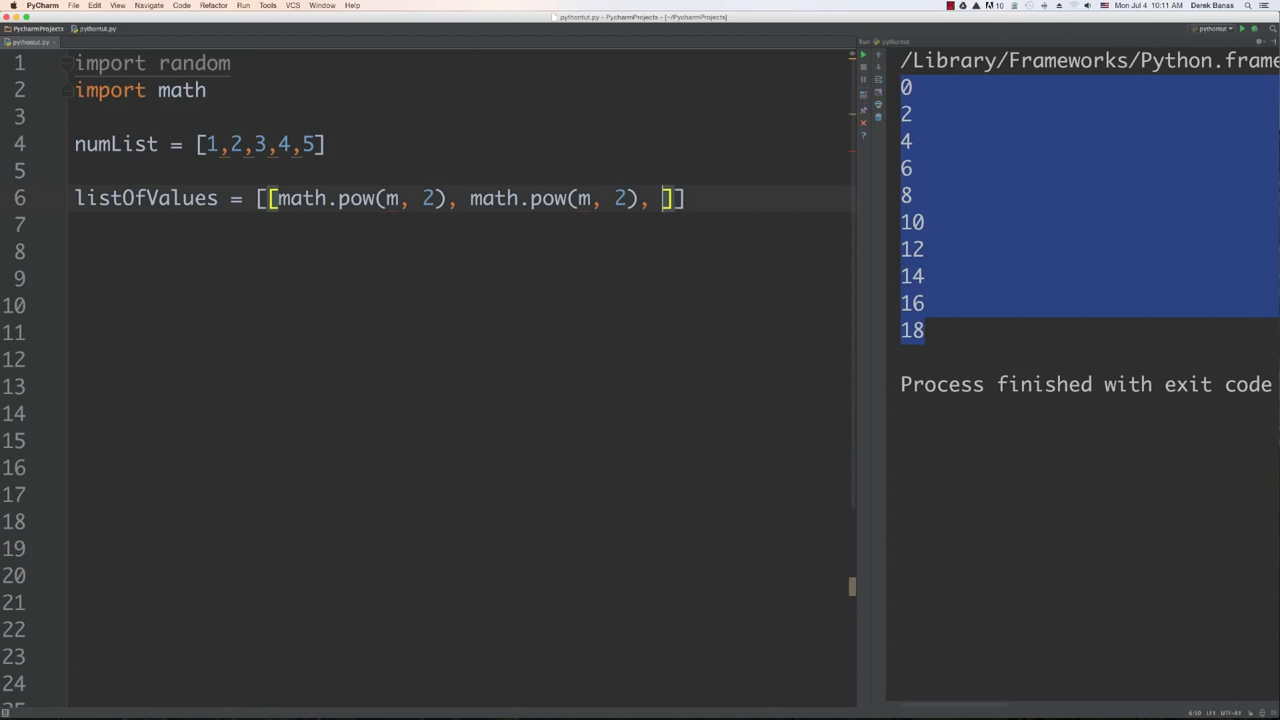 PyCharm File Edit View Navigate Code Refactor Run Tools VCS Window Help 10 Mon Jul 4 10:11 AM Derek Banas
pythontut.py - PycharmProjects - [~/PycharmProjects]
PycharmProjects pythontut.py pythontut
pythontut.py Run: pythontut
1 import random
2 import math
3
4 numList = [1,2,3,4,5]
5
6 listOfValues = [[math.pow(m, 2), math.pow(m, 2), ]]
7
8
9
10
11
12
13
14
15
16
17
18
19
20
21
22
23
24
25
/Library/Frameworks/Python.frame
0
2
4
6
8
10
12
14
16
18
Process finished with exit code
6:50 LF‡ UTF-8‡